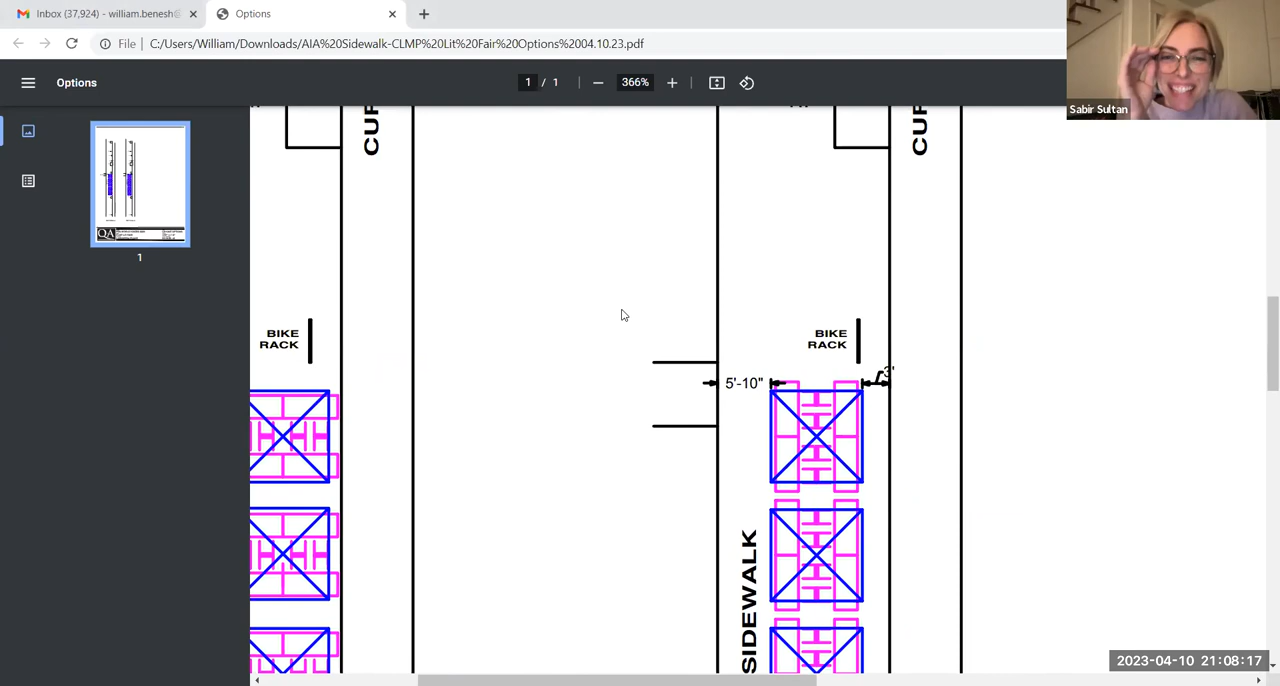 Inbox (37,924) - william.benesh@
Options
File
C:/Users/William/Downloads/AIA%20Sidewalk-CLMP%20Lit%20Fair%20Options%2004.10.23.pdf
Options
1 / 1
366%
Sabir Sultan
1
QA
CUR
CUR
BIKE
RACK
BIKE
RACK
5'-10"
3'
SIDEWALK
2023-04-10 21:08:17